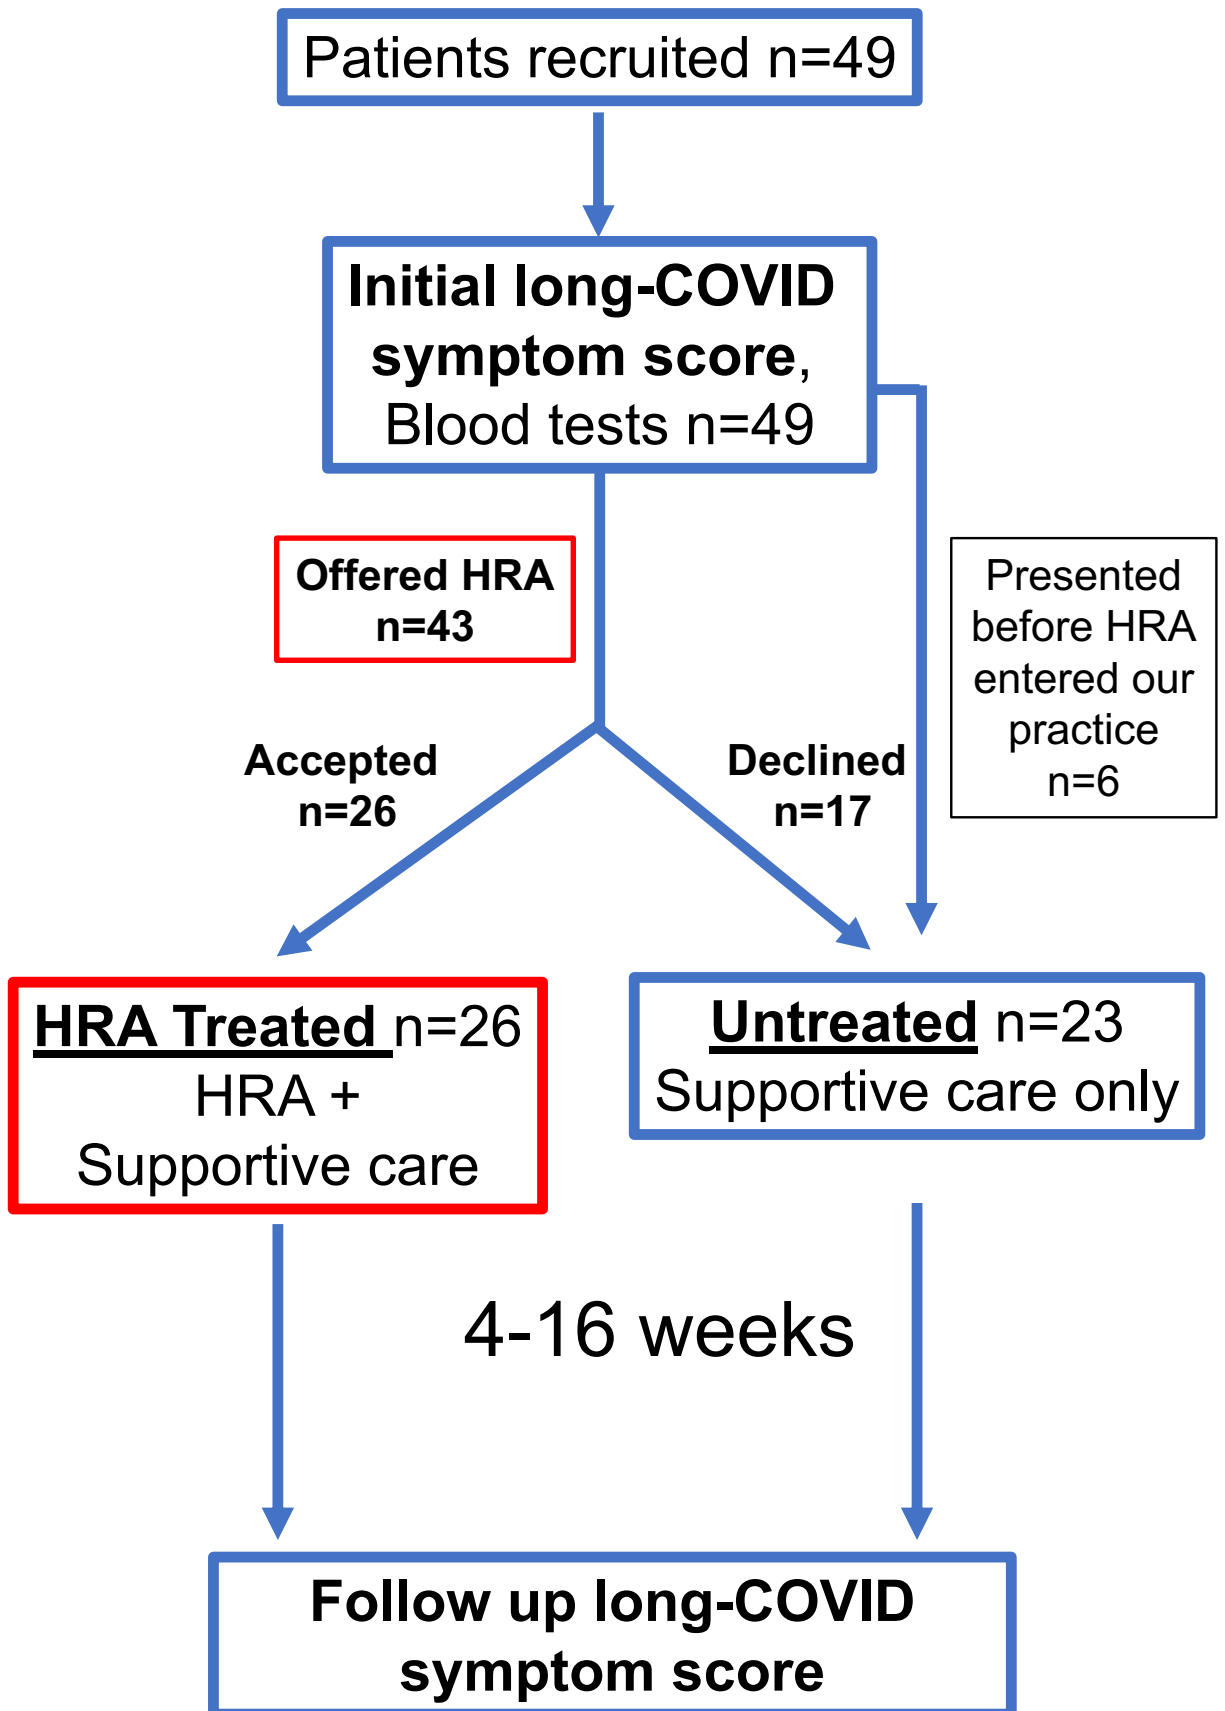 Patients recruited n=49
Initial long-COVID
symptom score,
Blood tests n=49
Offered HRA
n=43
Presented
before HRA
entered our
practice
n=6
Accepted
n=26
Declined
n=17
HRA Treated n=26
HRA +
Supportive care
Untreated n=23
Supportive care only
4-16 weeks
Follow up long-COVID
symptom score